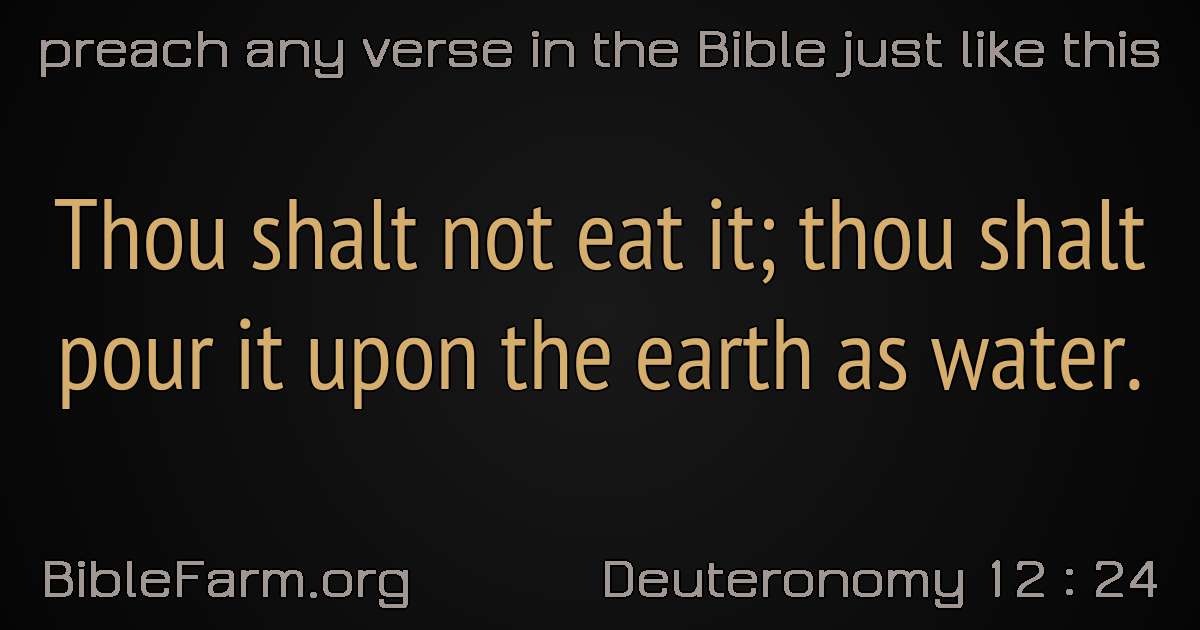 preach any verse in the Bible just like this
Thou shalt not eat it; thou shalt
pour it upon the earth as water.
BibleFarm.org
Deuteronomy 12 : 24